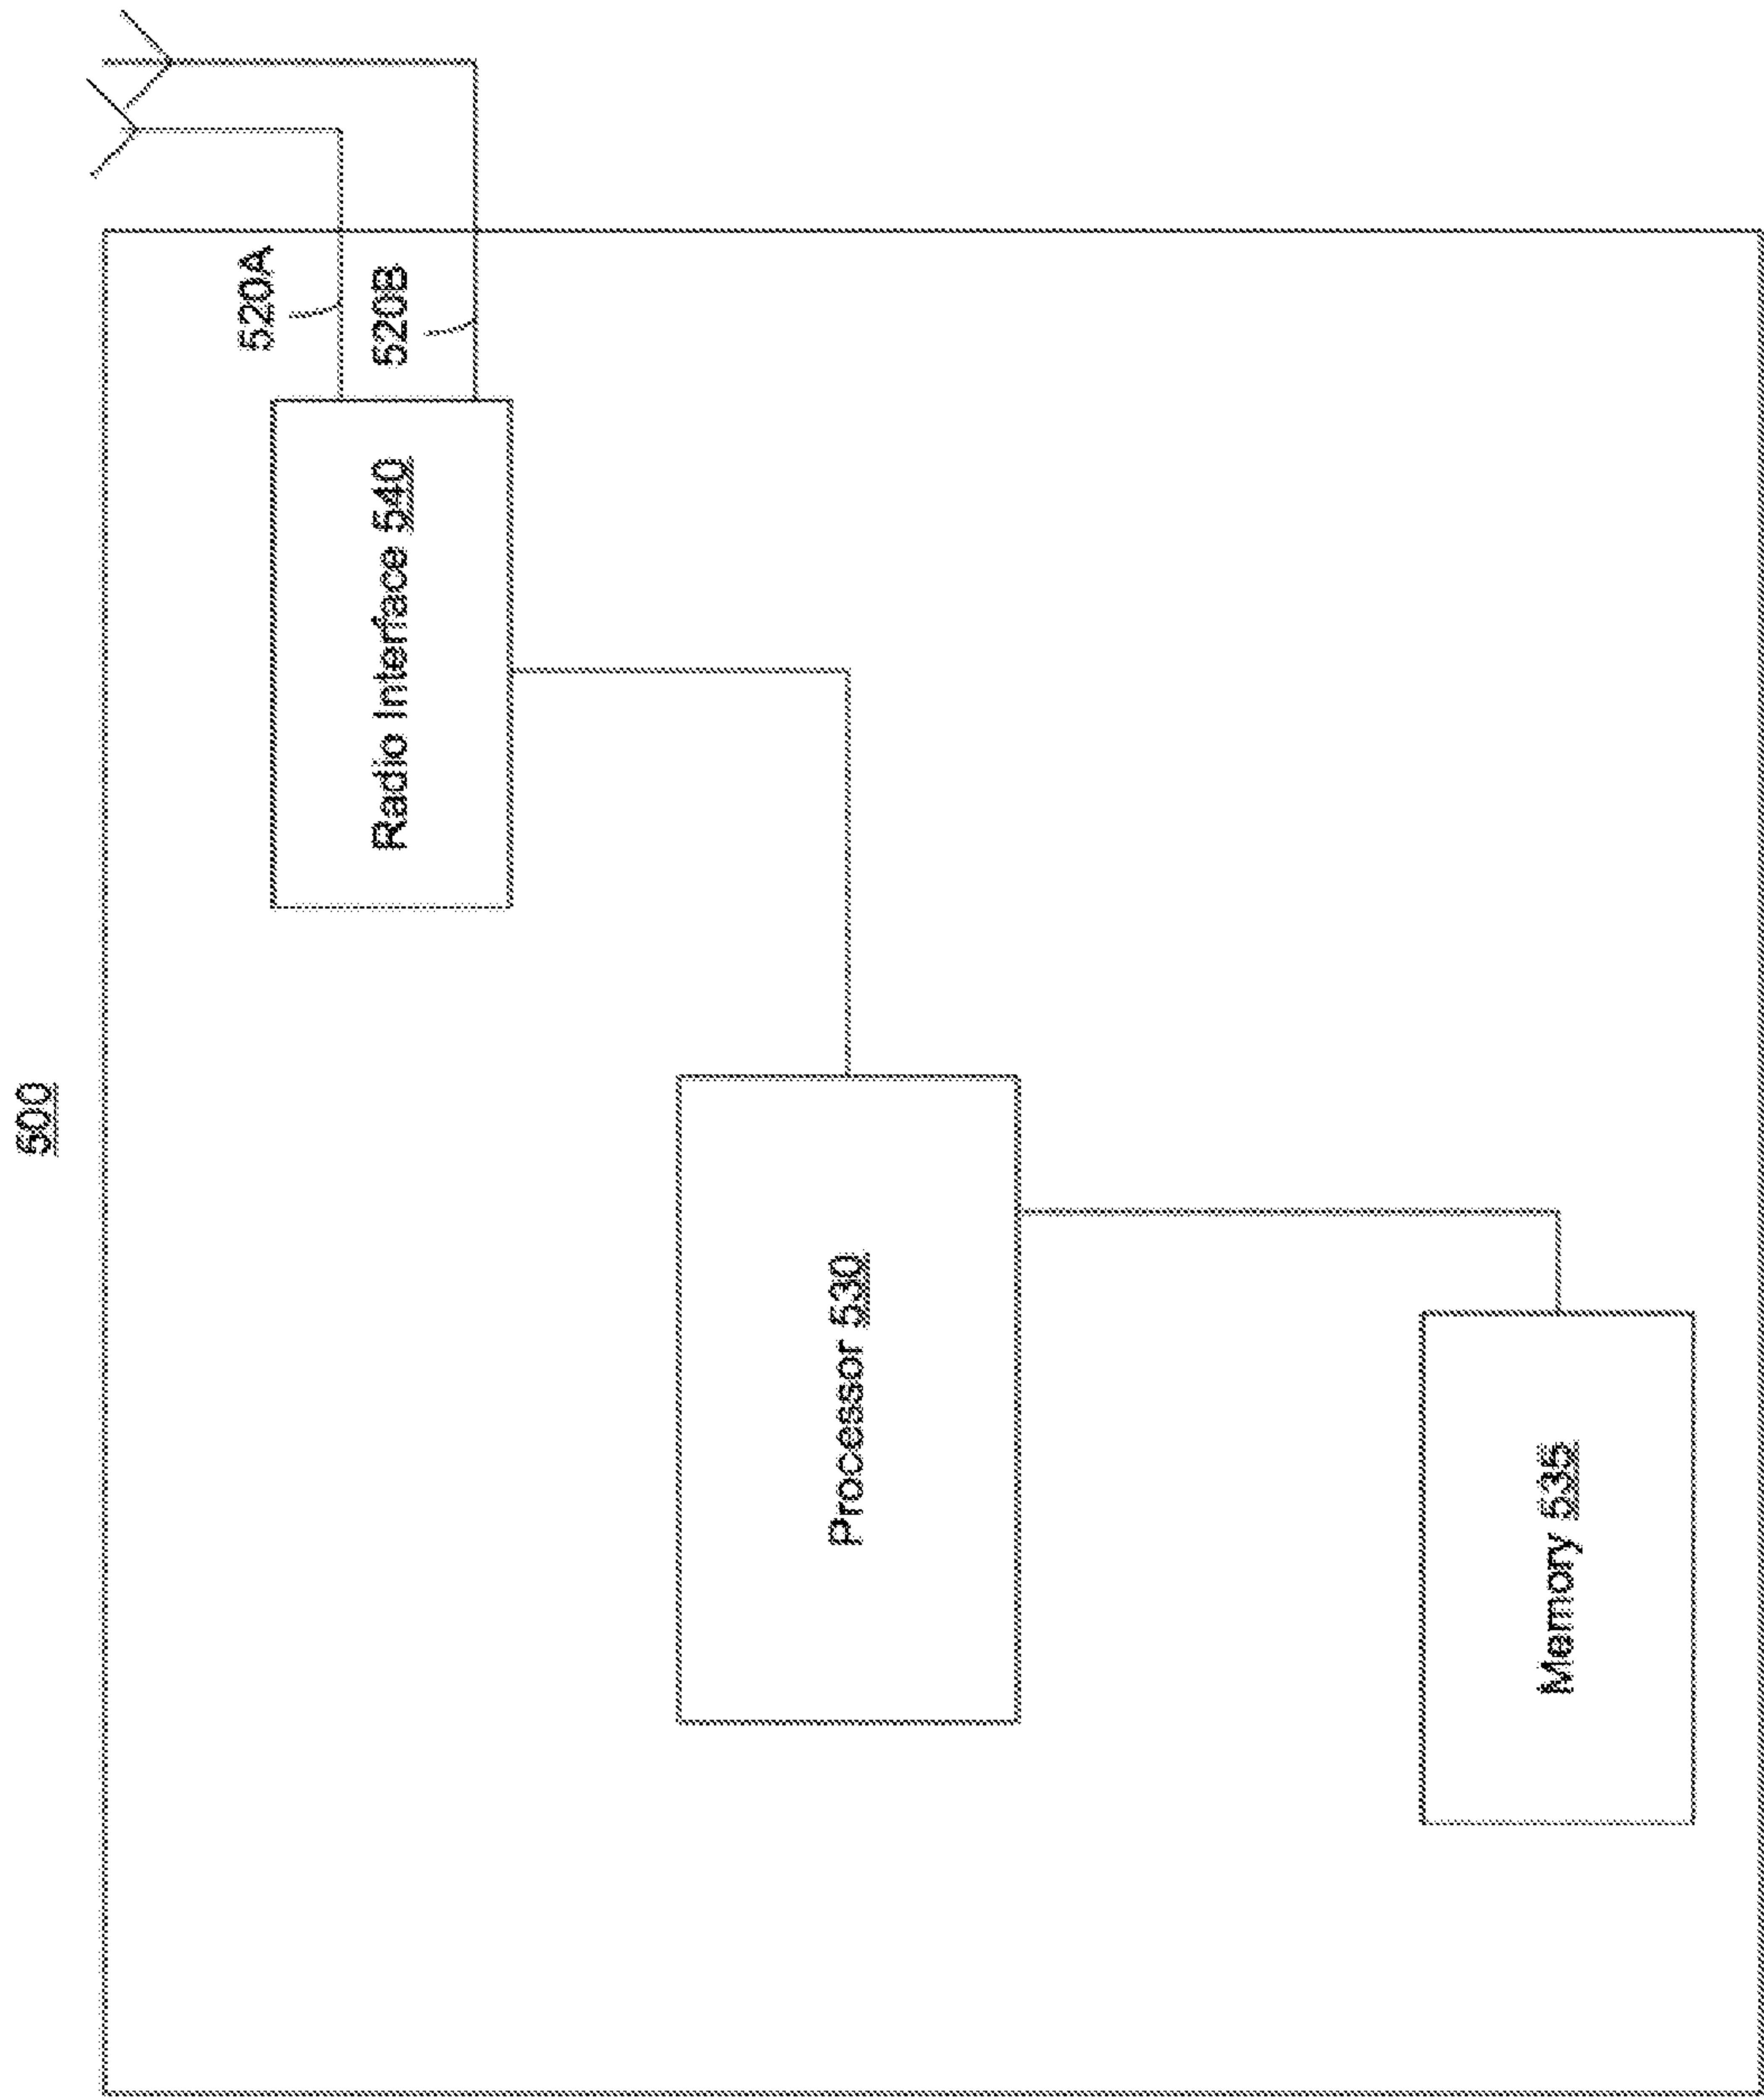 500
520A
520B
Radio Interface 540
Processor 530
Memory 535